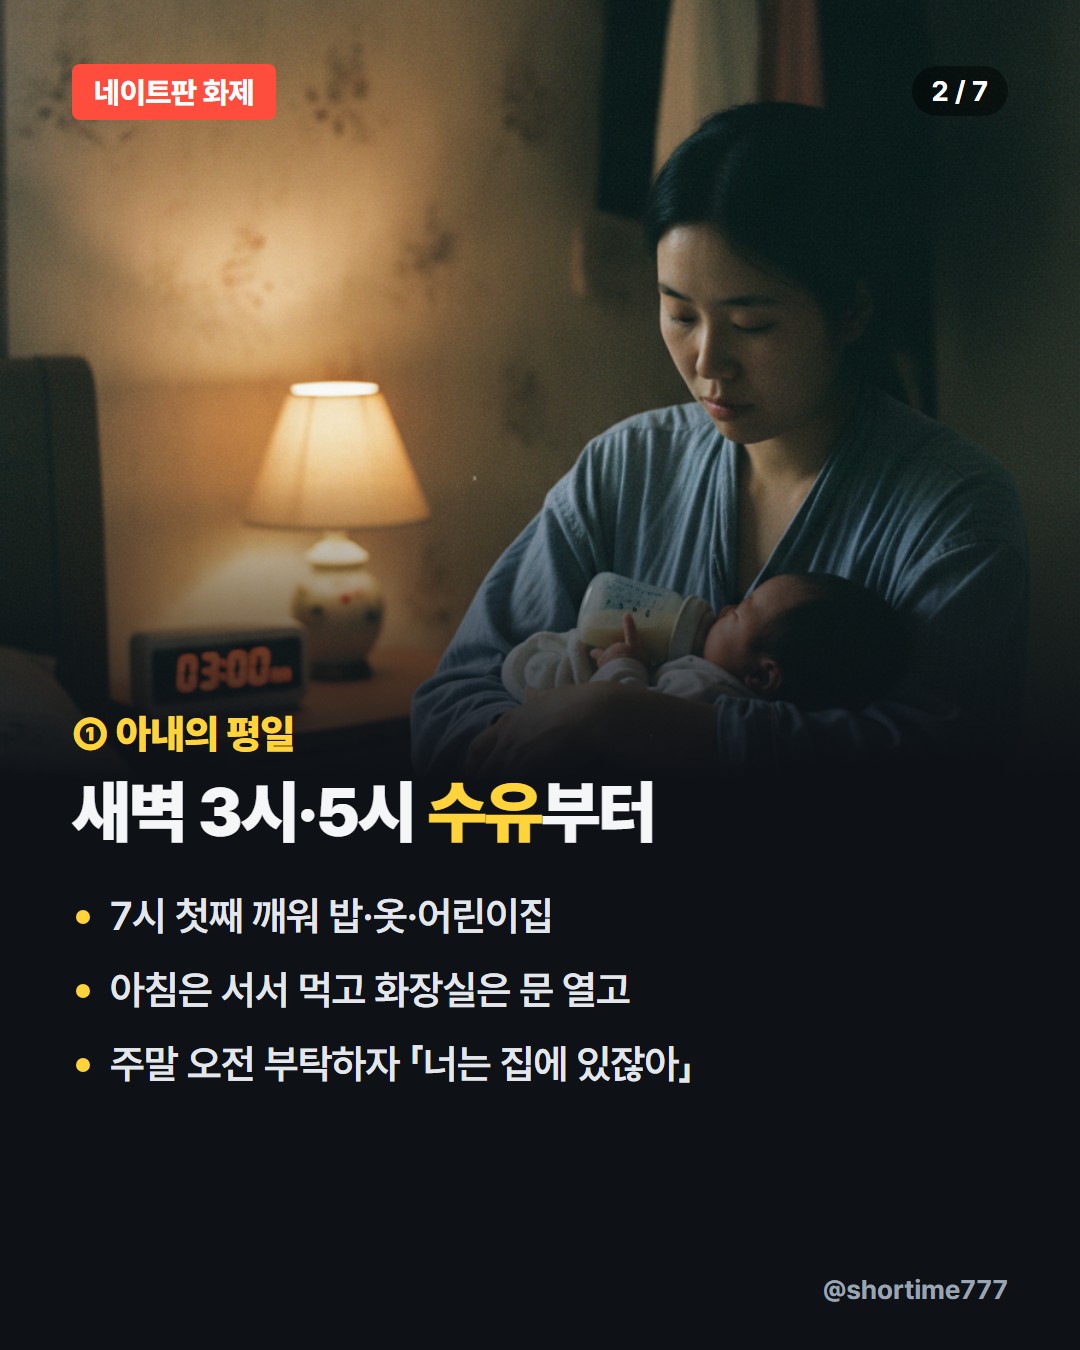 네이트판 화제
2 / 7
03:00
① 아내의 평일
새벽 3시·5시 수유부터
• 7시 첫째 깨워 밥·옷·어린이집
• 아침은 서서 먹고 화장실은 문 열고
• 주말 오전 부탁하자 「너는 집에 있잖아」
@shortime777